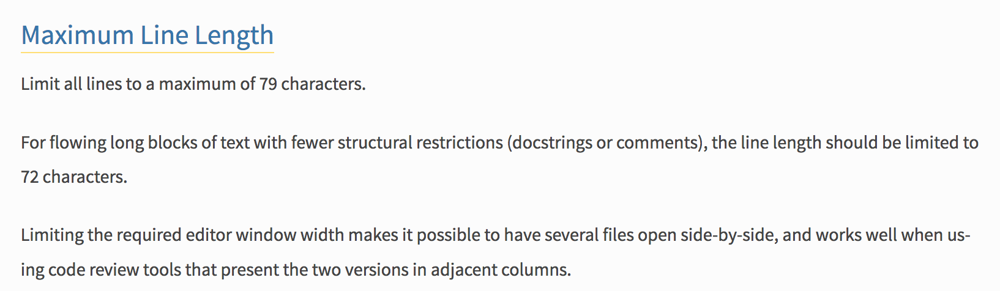 Maximum Line Length
Limit all lines to a maximum of 79 characters.
For flowing long blocks of text with fewer structural restrictions (docstrings or comments), the line length should be limited to
72 characters.
Limiting the required editor window width makes it possible to have several files open side-by-side, and works well when us-
ing code review tools that present the two versions in adjacent columns.